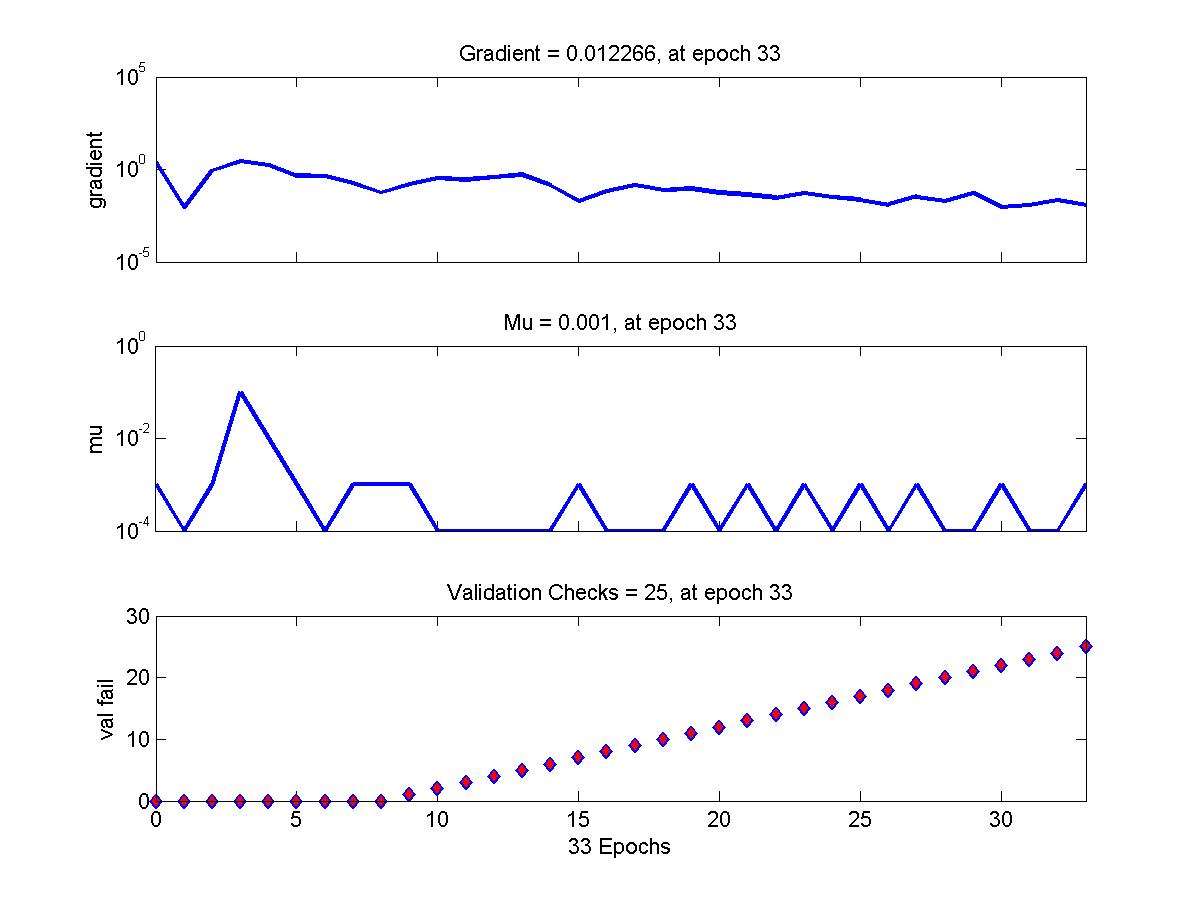 Gradient = 0.012266, at epoch 33
10^5
10^0
10^-5
gradient
Mu = 0.001, at epoch 33
10^0
10^-2
10^-4
mu
Validation Checks = 25, at epoch 33
30
20
10
0
val fail
0 5 10 15 20 25 30
33 Epochs